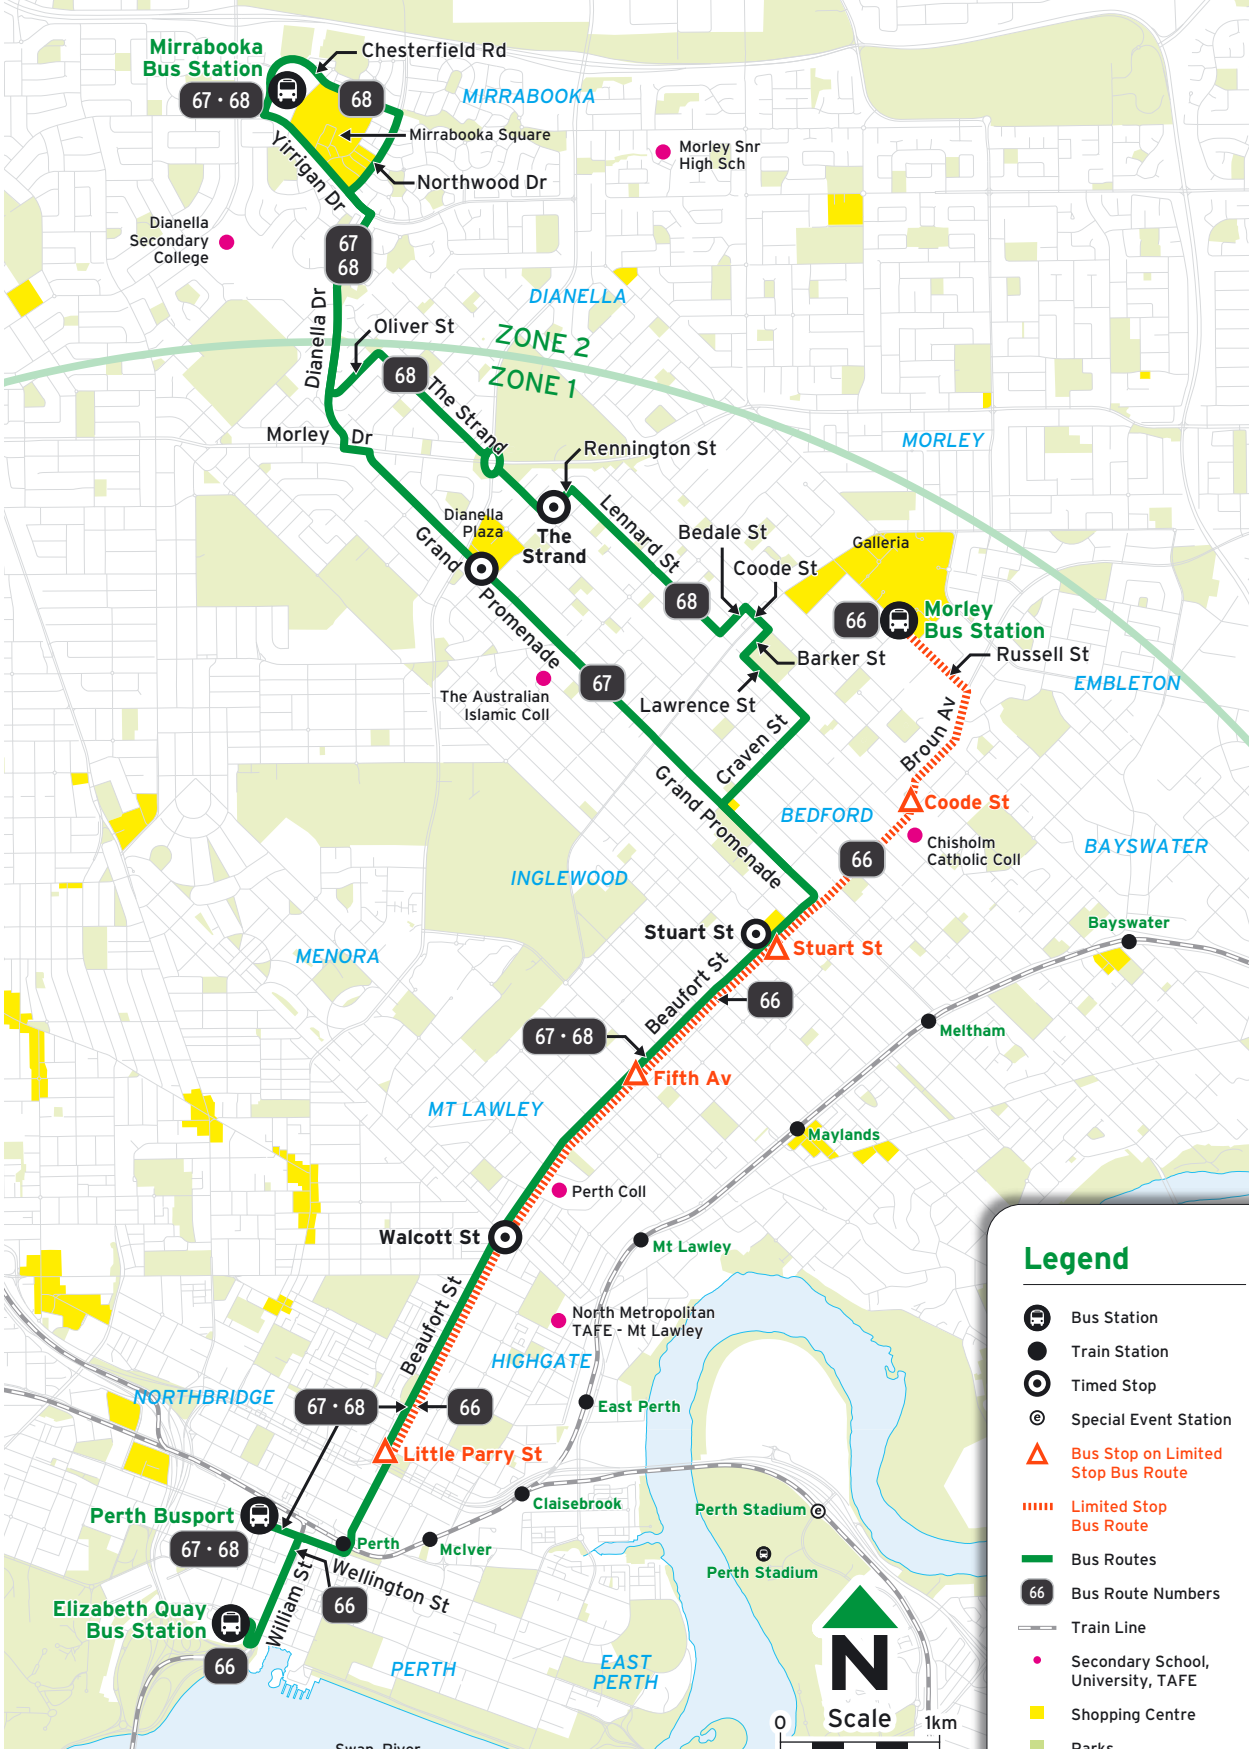 Mirrabooka
Bus Station
67 • 68
Chesterfield Rd
68
MIRRABOOKA
Mirrabooka Square
Morley Snr
High Sch
Yirrigan Dr
Northwood Dr
Dianella
Secondary
College
67
68
DIANELLA
Dianella Dr
Oliver St
ZONE 2
ZONE 1
68
The Strand
Morley Dr
Rennington St
MORLEY
Grand
Dianella
Plaza
The
Strand
Lennard St
Bedale St
Coode St
Galleria
Promenade
68
66
Morley
Bus Station
Barker St
Russell St
The Australian
Islamic Coll
67
Lawrence St
EMBLETON
Craven St
Broun Av
Grand Promenade
BEDFORD
Coode St
Chisholm
Catholic Coll
BAYSWATER
66
INGLEWOOD
Bayswater
Stuart St
Stuart St
MENORA
Beaufort St
66
67 • 68
Meltham
Fifth Av
MT LAWLEY
Maylands
Perth Coll
Walcott St
Mt Lawley
Beaufort St
North Metropolitan
TAFE - Mt Lawley
HIGHGATE
NORTHBRIDGE
67 • 68
66
East Perth
Little Parry St
Claisebrook
Perth Stadium
e
Perth Busport
67 • 68
Perth
McIver
Perth Stadium
Wellington St
William St
66
Elizabeth Quay
Bus Station
66
PERTH
EAST
PERTH
N
Scale
0
1km
Swan River
Legend
Bus Station
Train Station
Timed Stop
e
Special Event Station
Bus Stop on Limited
Stop Bus Route
Limited Stop
Bus Route
Bus Routes
66
Bus Route Numbers
Train Line
Secondary School,
University, TAFE
Shopping Centre
Parks